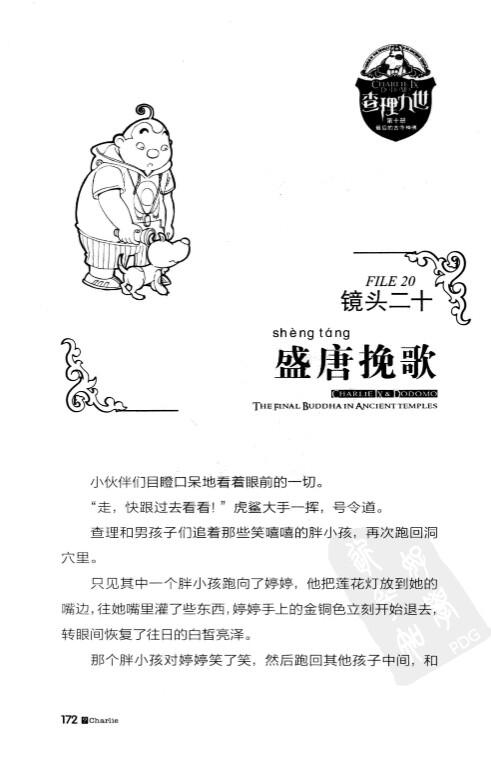 CHARLIE IX
DODOMO
查理九世
第十册
最后的古寺神佛
FILE 20
镜头二十
shèng táng
盛唐挽歌
CHARLIE IX & DODOMO
THE FINAL BUDDHA IN ANCIENT TEMPLES
小伙伴们目瞪口呆地看着眼前的一切。
“走，快跟过去看看！”虎鲨大手一挥，号令道。
查理和男孩子们追着那些笑嘻嘻的胖小孩，再次跑回洞
穴里。
只见其中一个胖小孩跑向了婷婷，他把莲花灯放到她的
嘴边，往她嘴里灌了些东西，婷婷手上的金铜色立刻开始退去，
转眼间恢复了往日的白皙亮泽。
那个胖小孩对婷婷笑了笑，然后跑回其他孩子中间，和
PDG
172 Charlie